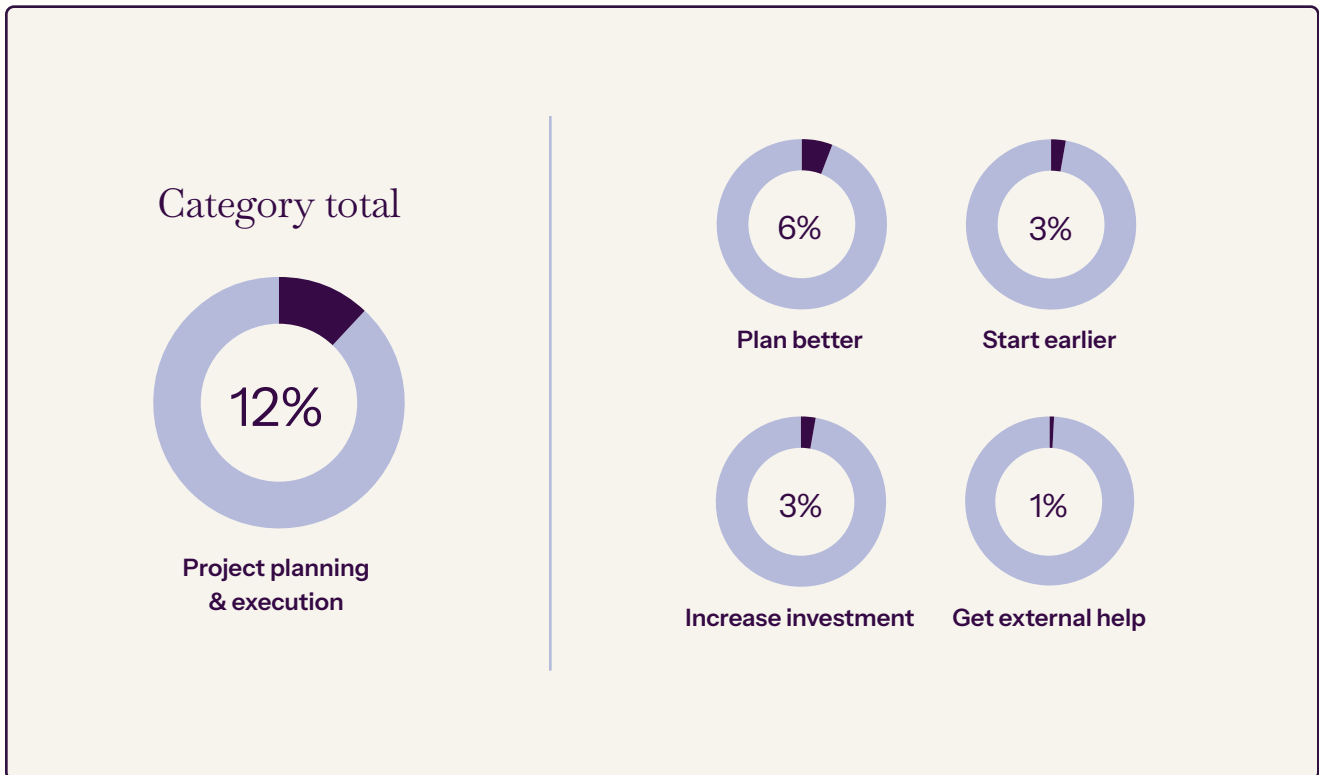 Category total
12%
Project planning
& execution
6%
Plan better
3%
Start earlier
3%
Increase investment
1%
Get external help